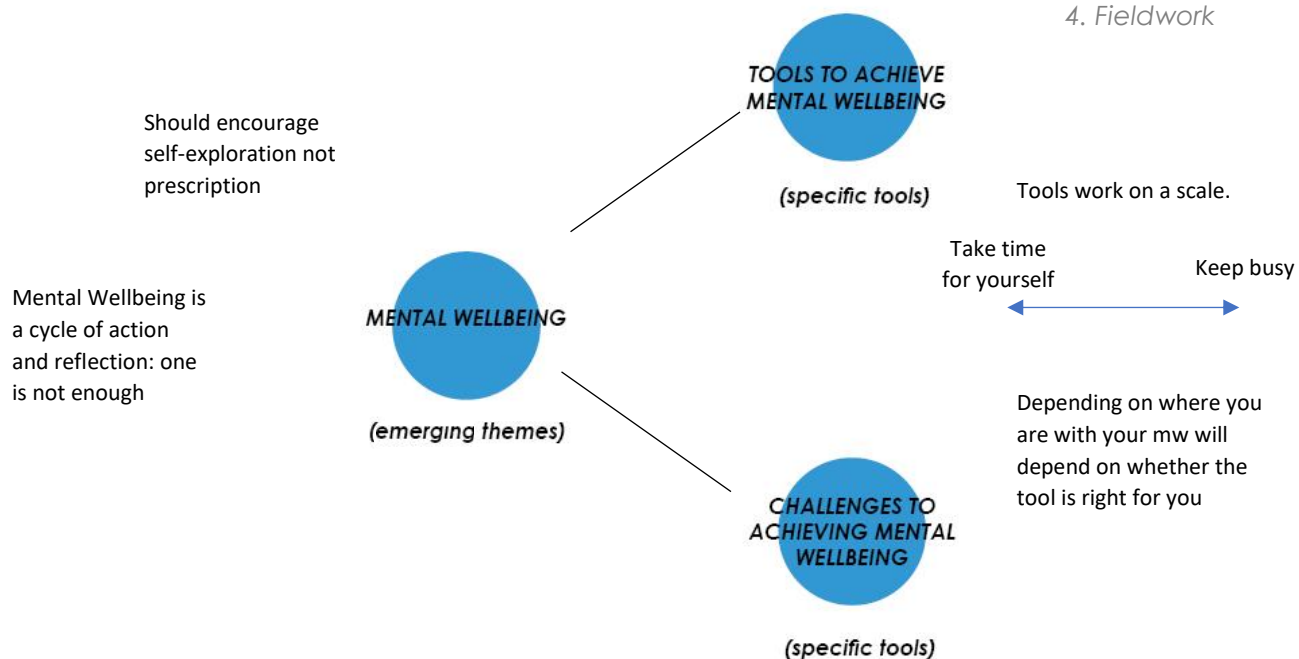 4. Fieldwork
TOOLS TO ACHIEVE
MENTAL WELLBEING
(specific tools)
Should encourage
self-exploration not
prescription
Tools work on a scale.
Take time
for yourself
Keep busy
Mental Wellbeing is
a cycle of action
and reflection: one
is not enough
MENTAL WELLBEING
(emerging themes)
Depending on where you
are with your mw will
depend on whether the
tool is right for you
CHALLENGES TO
ACHIEVING MENTAL
WELLBEING
(specific tools)